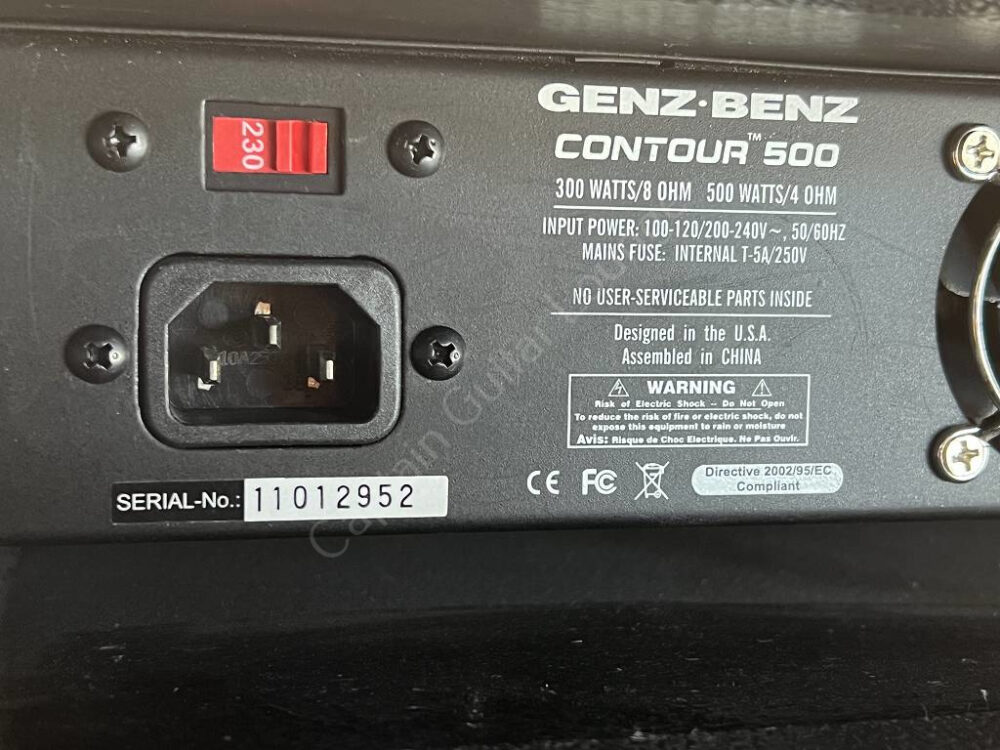 230
GENZ·BENZ
CONTOUR™ 500
300 WATTS/8 OHM 500 WATTS/4 OHM
INPUT POWER: 100-120/200-240V~, 50/60HZ
MAINS FUSE: INTERNAL T-5A/250V
NO USER-SERVICEABLE PARTS INSIDE
Designed in the U.S.A.
Assembled in CHINA
WARNING
Risk of Electric Shock -- Do Not Open
To reduce the risk of fire or electric shock, do not
expose this equipment to rain or moisture
Avis: Risque de Choc Electrique. No Pas Ouvir.
CE FC
Directive 2002/95/EC
Compliant
SERIAL-No.: 11012952
Captain Guitar Lounge